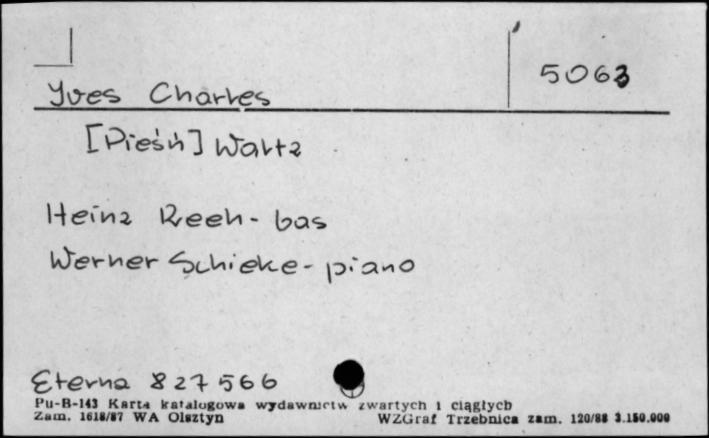 5063
Yves Charles
[Pieśń] Waltz
Heinz Reeh - bas
Werner Schieke - piano
Eterna 827566
Pu-B-143 Karta katalogowa wydawnictw zwartych i ciągłych
Zam. 1618/87 WA Olsztyn WZGraf Trzebnica zam. 120/88 3.150.000